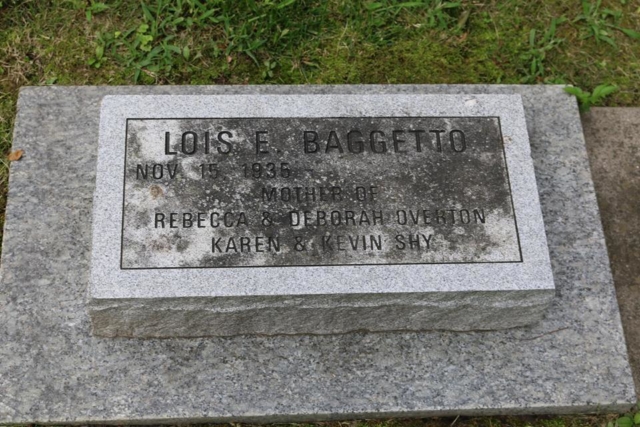 LOIS E. BAGGETTO
NOV. 15, 1935 -
MOTHER OF
REBECCA & DEBORAH OVERTON
KAREN & KEVIN SHY